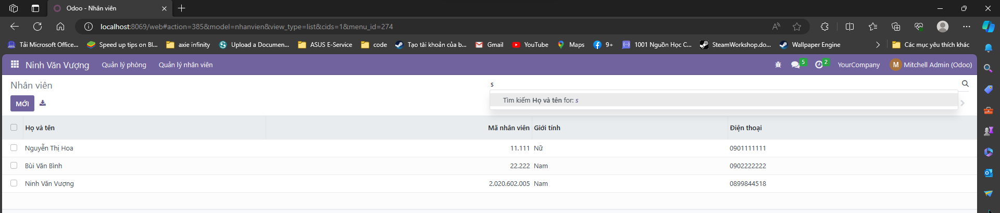 Odoo - Nhân viên
localhost:8069/web#action=385&model=nhanvien&view_type=list&cids=1&menu_id=274
Tải Microsoft Office... Speed up tips on Bl... axie infinity Upload a Documen... ASUS E-Service code Tạo tài khoản của b... Gmail YouTube Maps 9+ 1001 Nguồn Học C... SteamWorkshop.do... Wallpaper Engine Các mục yêu thích khác
Ninh Văn Vượng Quản lý phòng Quản lý nhân viên 5 2 YourCompany M Mitchell Admin (Odoo)
Nhân viên s
Tìm kiếm Họ và tên for: s
MỚI
Họ và tên Mã nhân viên Giới tính Điện thoại
Nguyễn Thị Hoa 11.111 Nữ 0901111111
Bùi Văn Bình 22.222 Nam 0902222222
Ninh Văn Vượng 2.020.602.005 Nam 0899844518